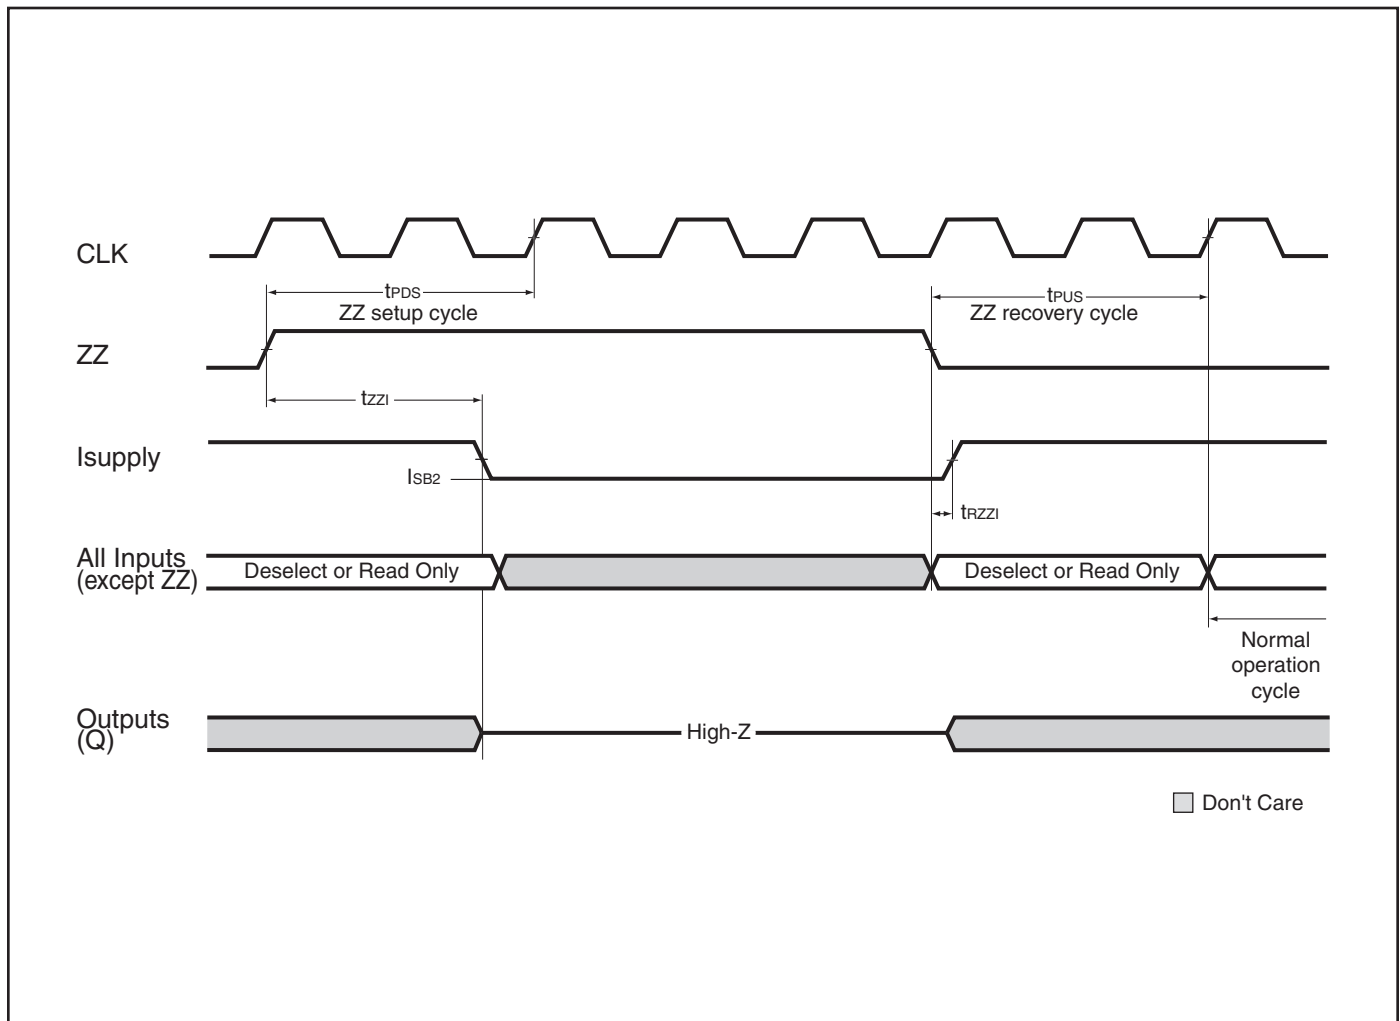 CLK
tPDS
ZZ setup cycle
tPUS
ZZ recovery cycle
ZZ
tZZI
Isupply
ISB2
tRZZI
All Inputs
(except ZZ)
Deselect or Read Only
Deselect or Read Only
Normal
operation
cycle
Outputs
(Q)
High-Z
Don't Care